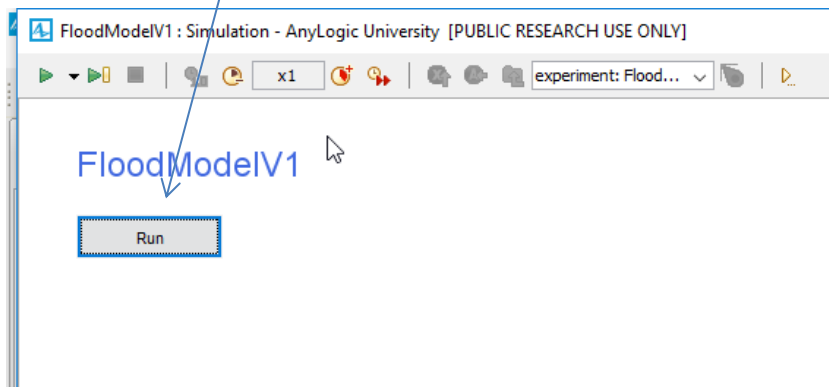 FloodModelV1 : Simulation - AnyLogic University [PUBLIC RESEARCH USE ONLY]
x1 experiment: Flood...
FloodModelV1
Run